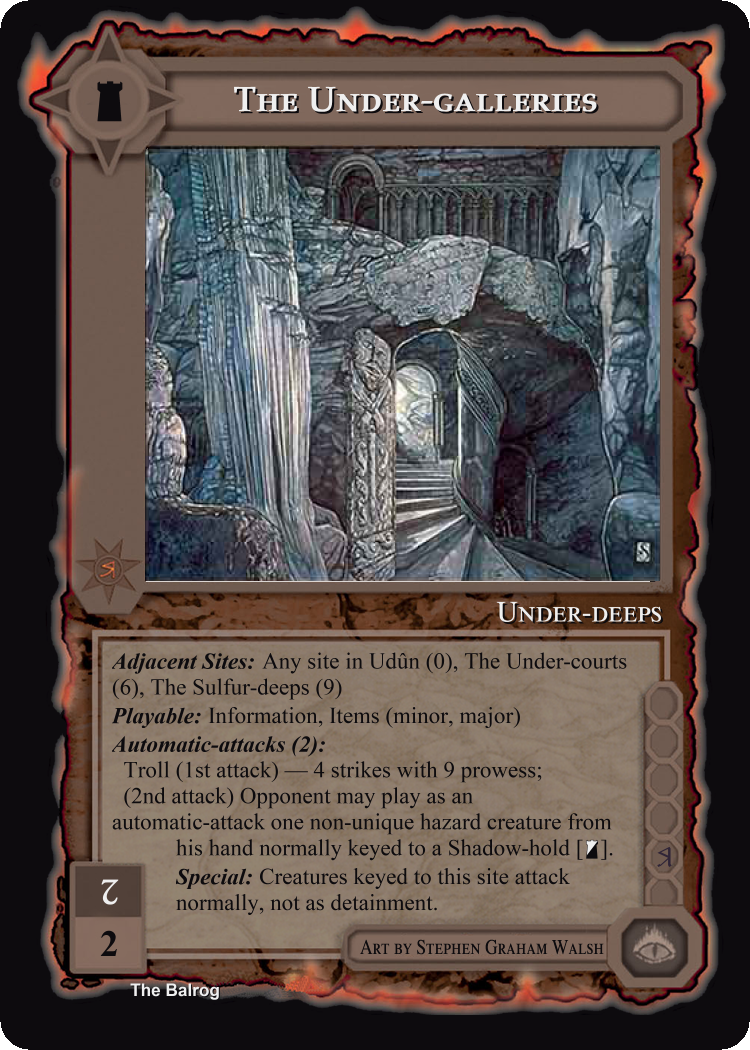 The Under-galleries
Under-deeps
Adjacent Sites: Any site in Udûn (0), The Under-courts
(6), The Sulfur-deeps (9)
Playable: Information, Items (minor, major)
Automatic-attacks (2):
Troll (1st attack) — 4 strikes with 9 prowess;
(2nd attack) Opponent may play as an
automatic-attack one non-unique hazard creature from
his hand normally keyed to a Shadow-hold [ ].
Special: Creatures keyed to this site attack
normally, not as detainment.
2
Art by Stephen Graham Walsh
The Balrog